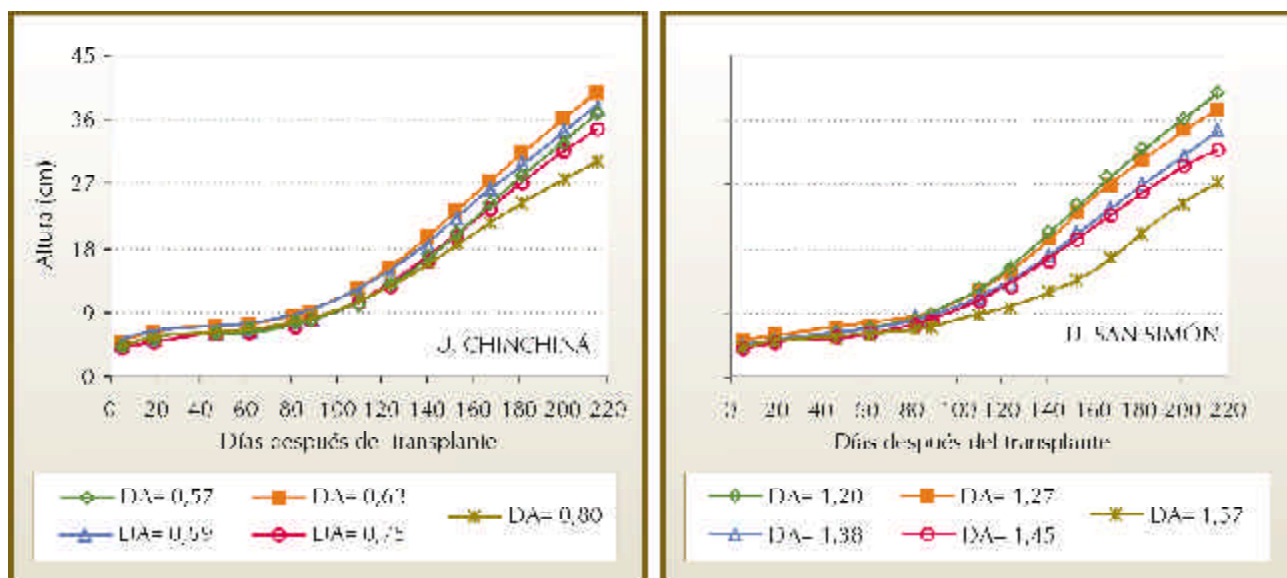 45
36
27
18
9
0
Altura (cm)
U. CHINCHINÁ
0 20 40 60 80 100 120 140 160 180 200 220
Días después de transplante
DA= 0,57 DA= 0,63
DA= 0,69 DA= 0,75
DA= 0,80
U. SAN SIMÓN
0 20 40 60 80 100 120 140 160 180 200 220
Días después del transplante
DA= 1,20 DA= 1,27
DA= 1,38 DA= 1,45
DA= 1,57